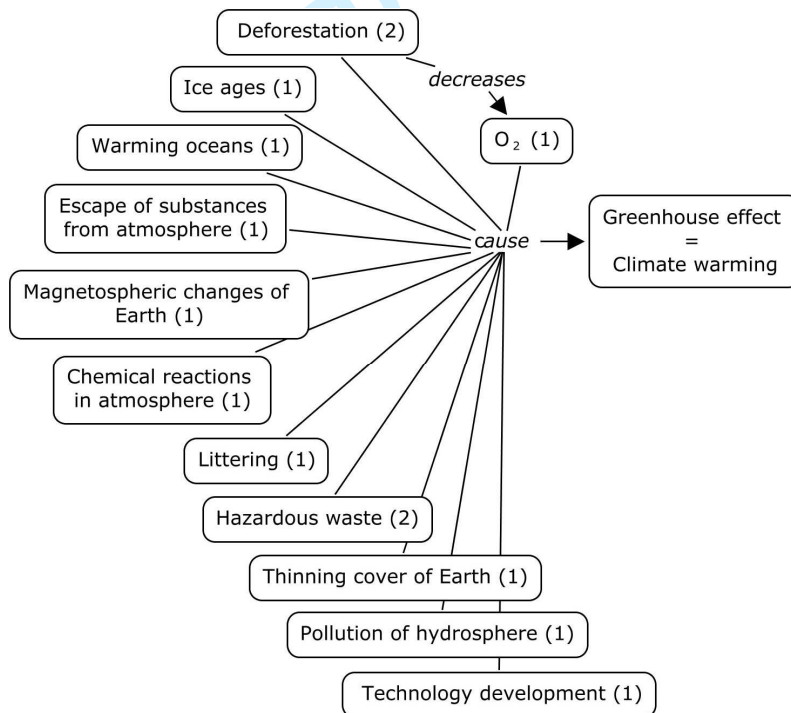 Deforestation (2)
decreases
Ice ages (1)
O₂ (1)
Warming oceans (1)
Escape of substances
from atmosphere (1)
cause
Greenhouse effect
=
Climate warming
Magnetospheric changes of
Earth (1)
Chemical reactions
in atmosphere (1)
Littering (1)
Hazardous waste (2)
Thinning cover of Earth (1)
Pollution of hydrosphere (1)
Technology development (1)